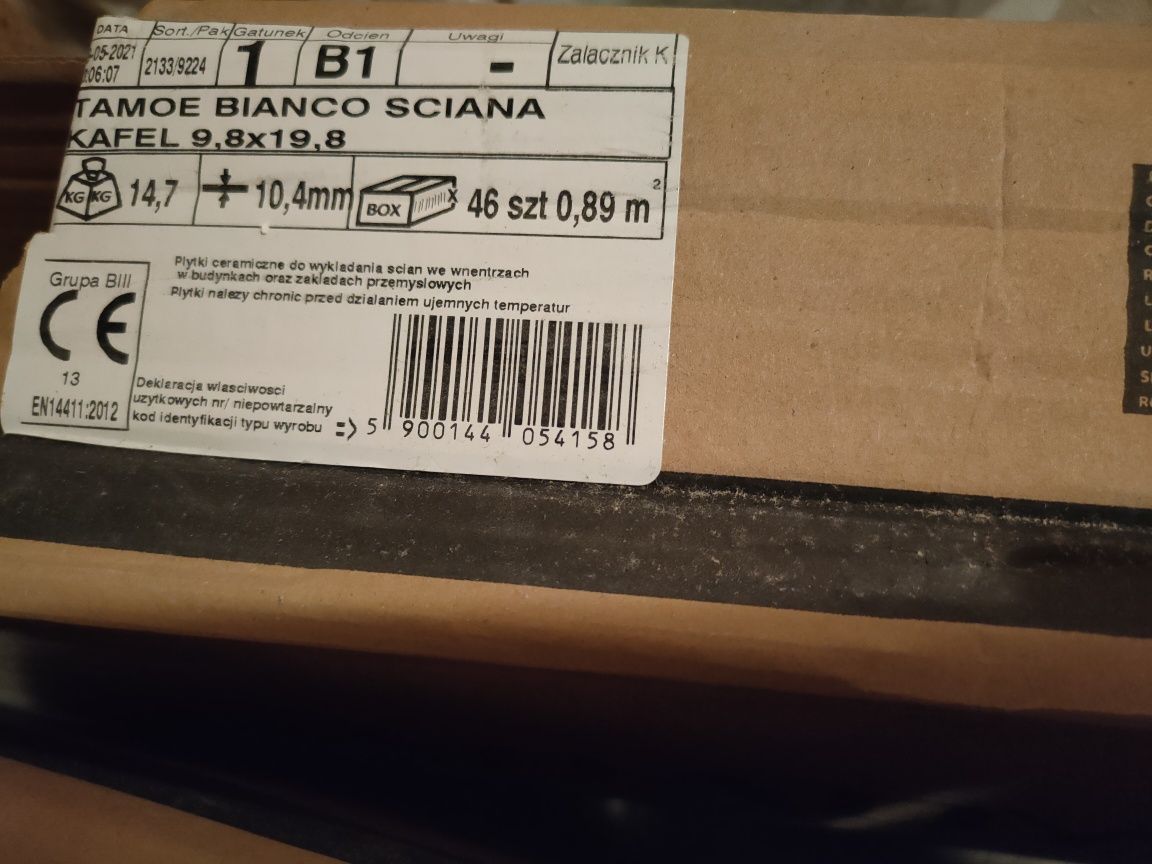 DATA Sort./Pak Gatunek Odcien Uwagi
-05-2021 2133/9224 1 B1 - Zalacznik K
:06:07
TAMOE BIANCO SCIANA
KAFEL 9,8x19,8
KG KG 14,7 10,4mm BOX X 46 szt 0,89 m 2
Plytki ceramiczne do wykladania scian we wnentrzach
w budynkach oraz zakladach przemyslowych
Plytki nalezy chronic przed dzialaniem ujemnych temperatur
Grupa BIII
CE
13
EN14411:2012
Deklaracja wlasciwosci
uzytkowych nr/ niepowtarzalny
kod identyfikacji typu wyrobu =>
5 900144 054158